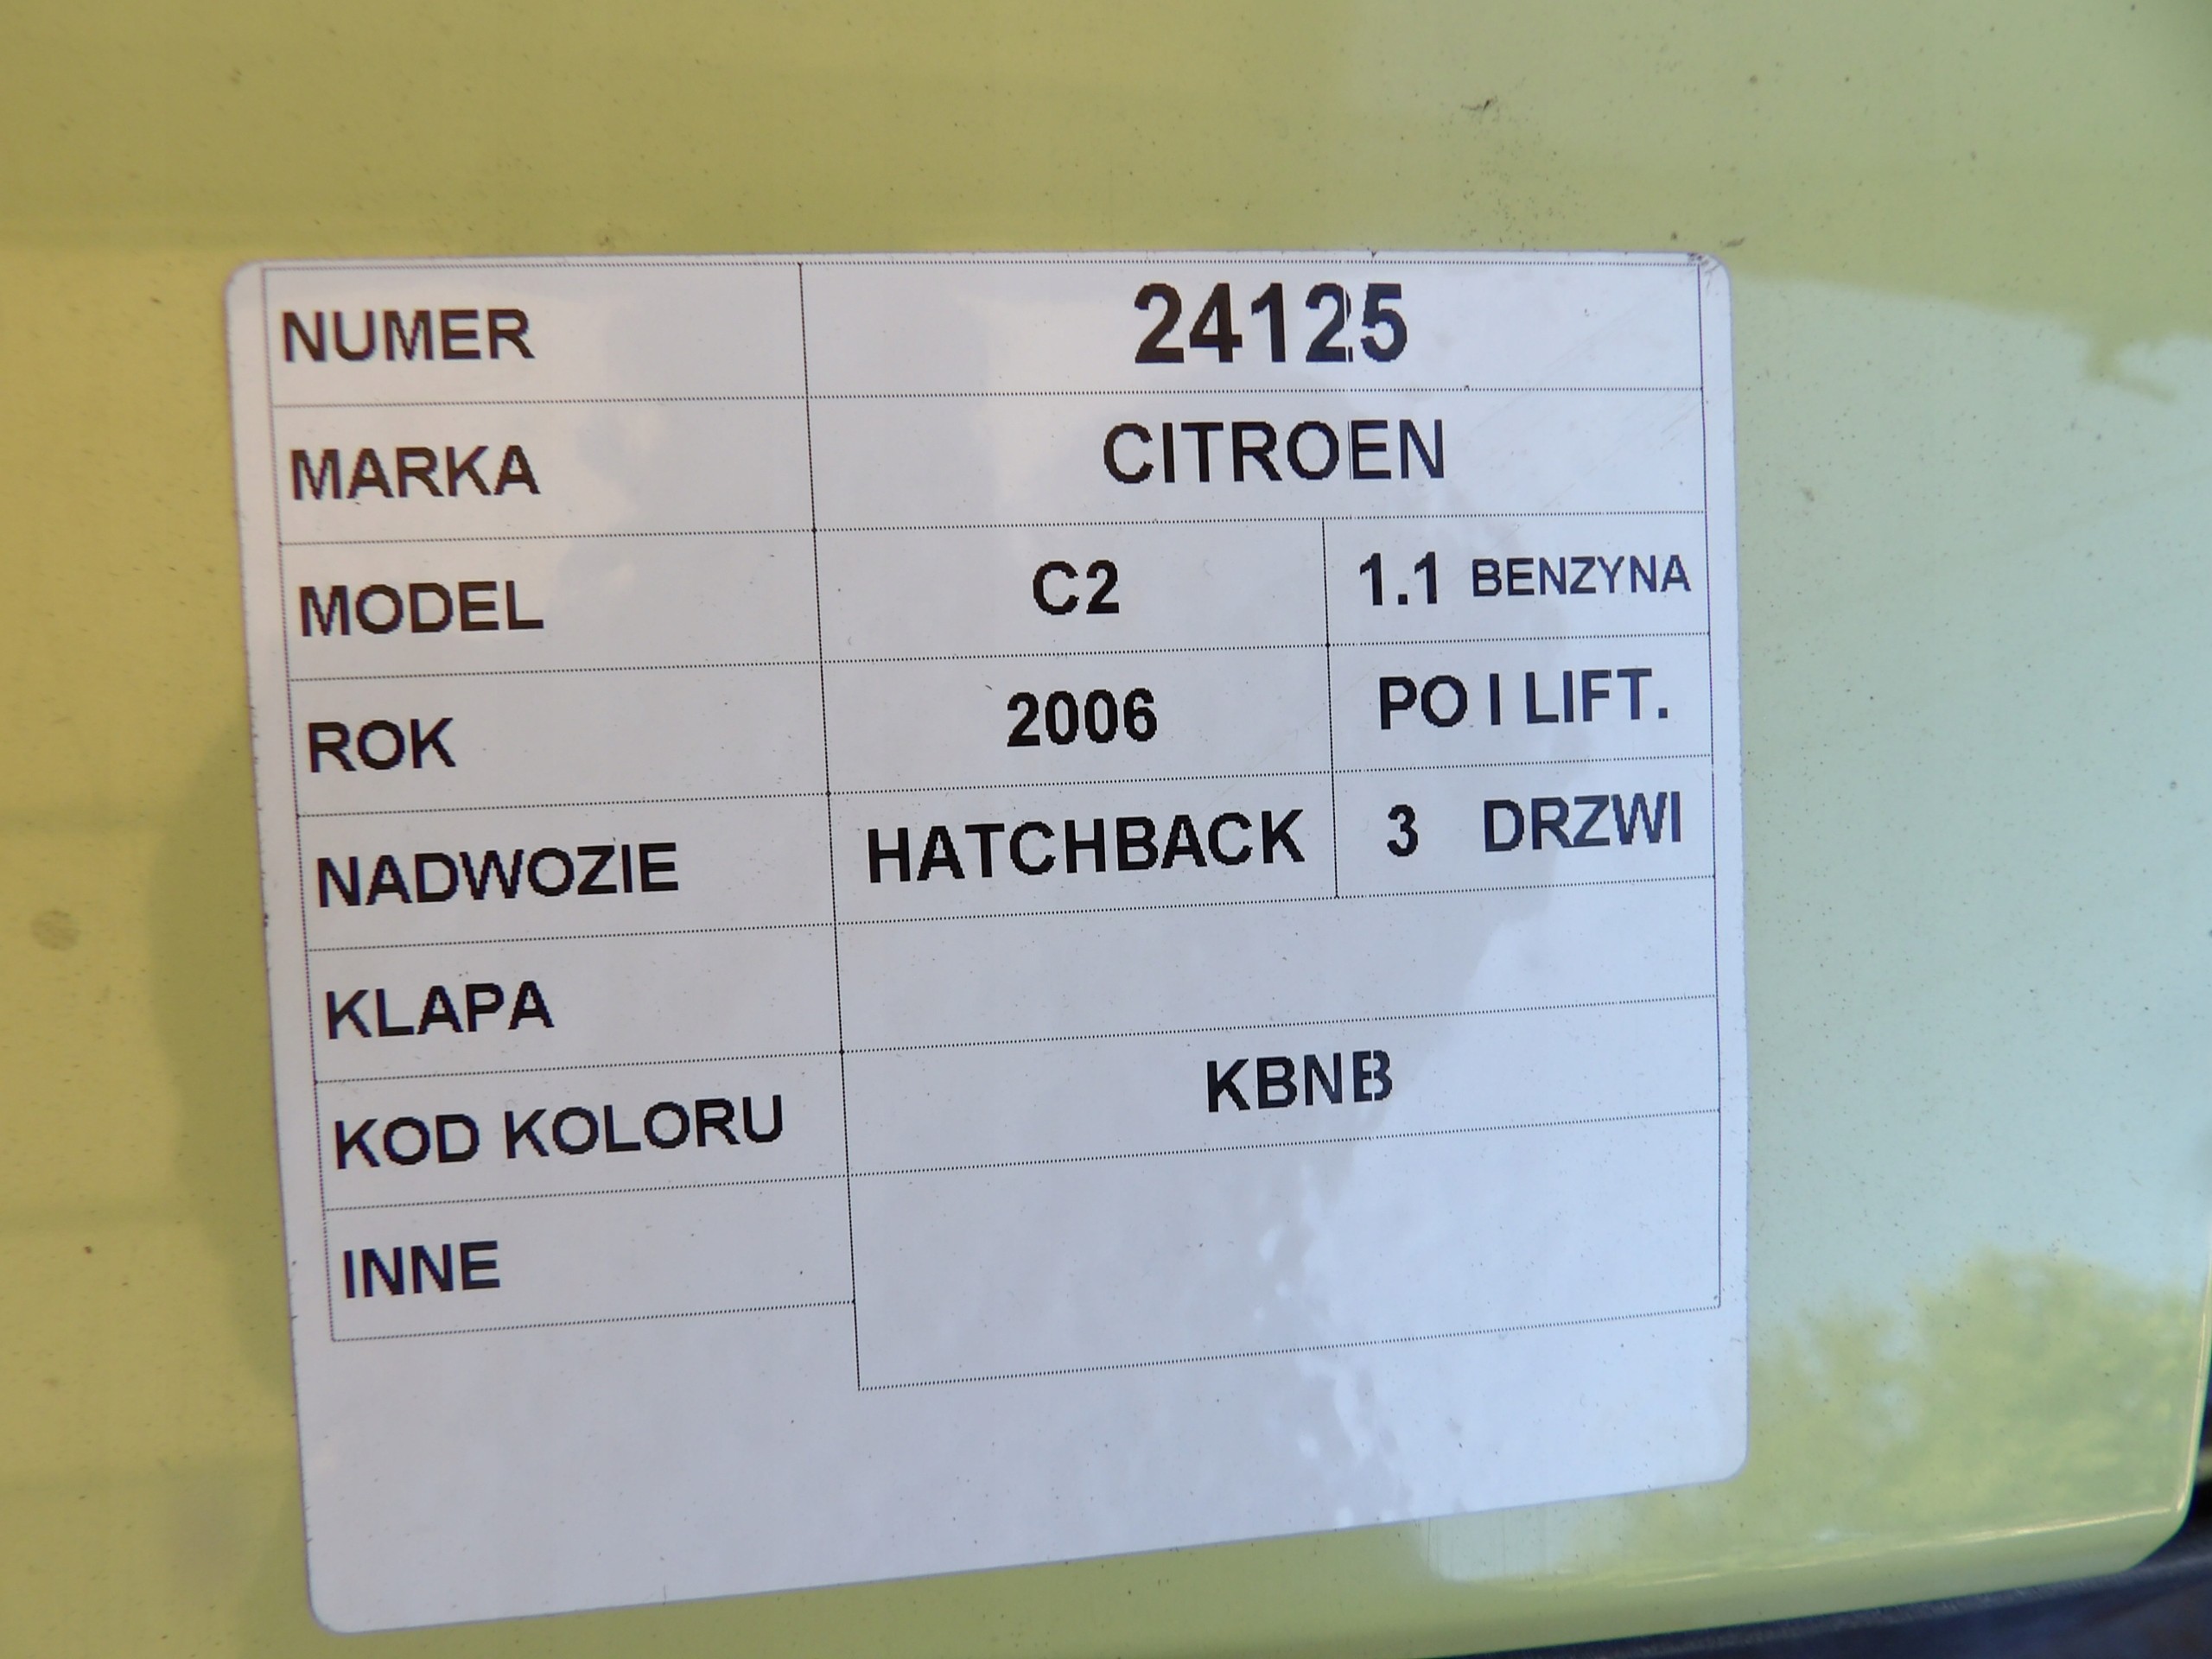 NUMER 24125
MARKA CITROEN
MODEL C2 1.1 BENZYNA
ROK 2006 PO I LIFT.
NADWOZIE HATCHBACK 3 DRZWI
KLAPA
KOD KOLORU KBNB
INNE